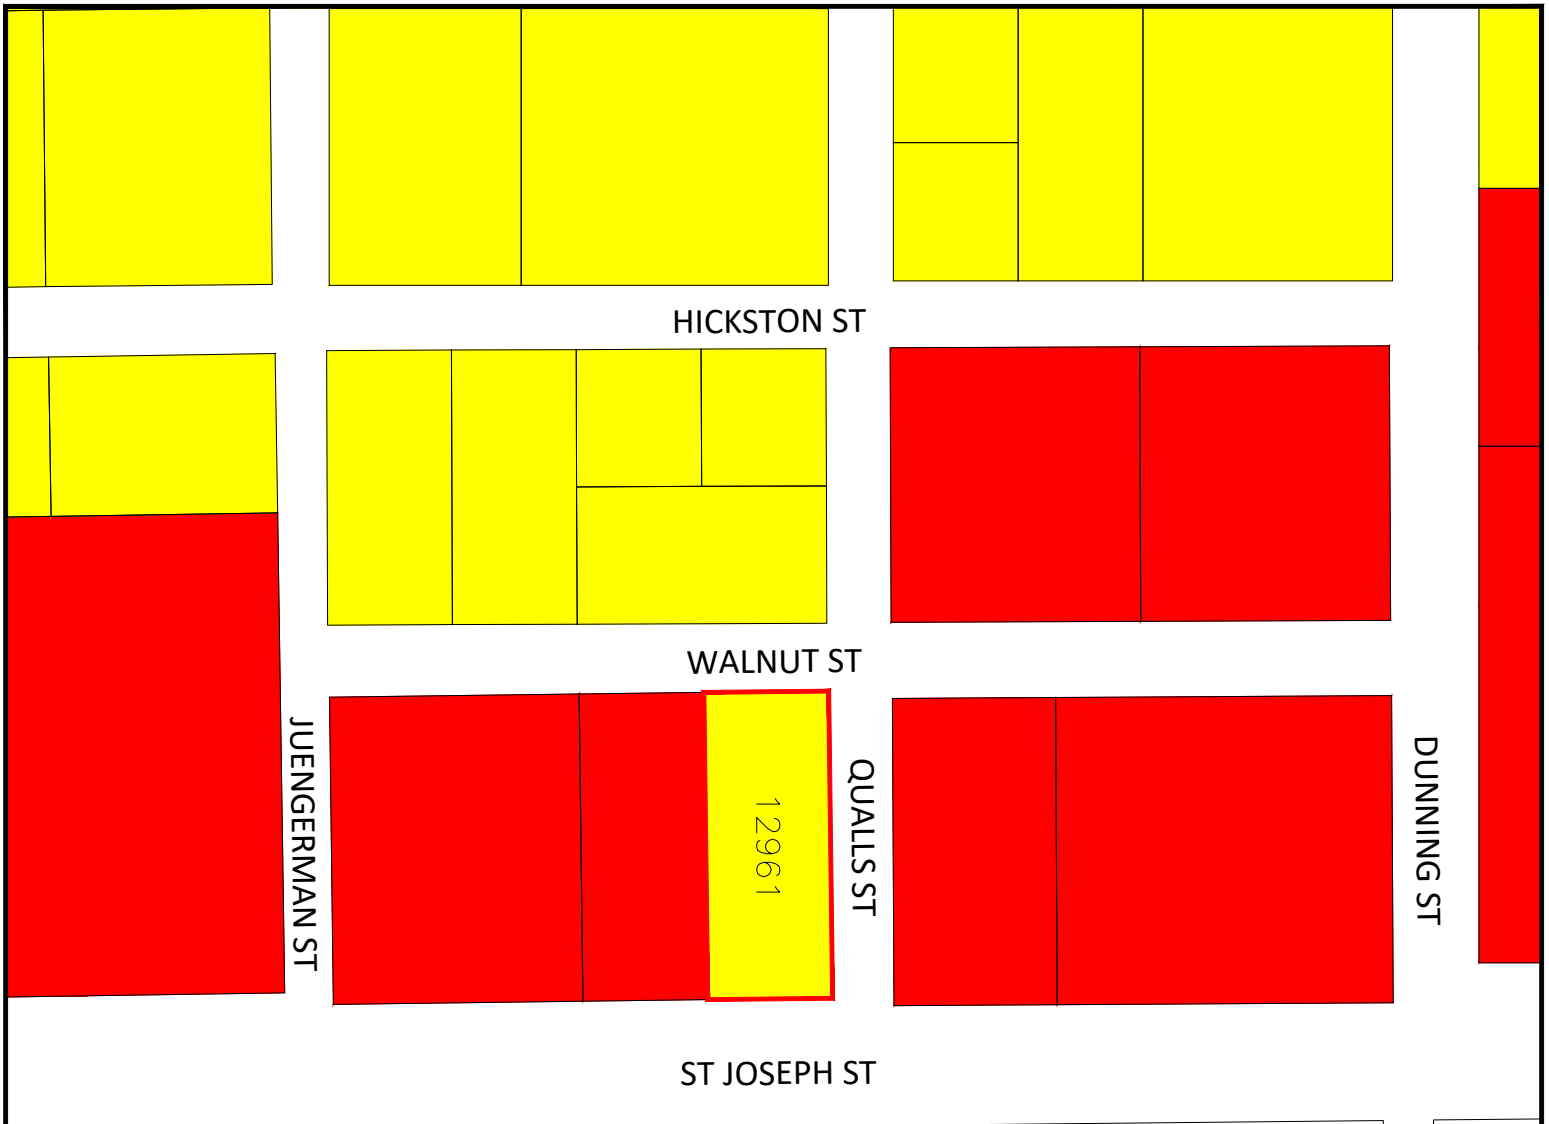 HICKSTON ST
WALNUT ST
JUENGERMAN ST
12961
QUALLS ST
DUNNING ST
ST JOSEPH ST